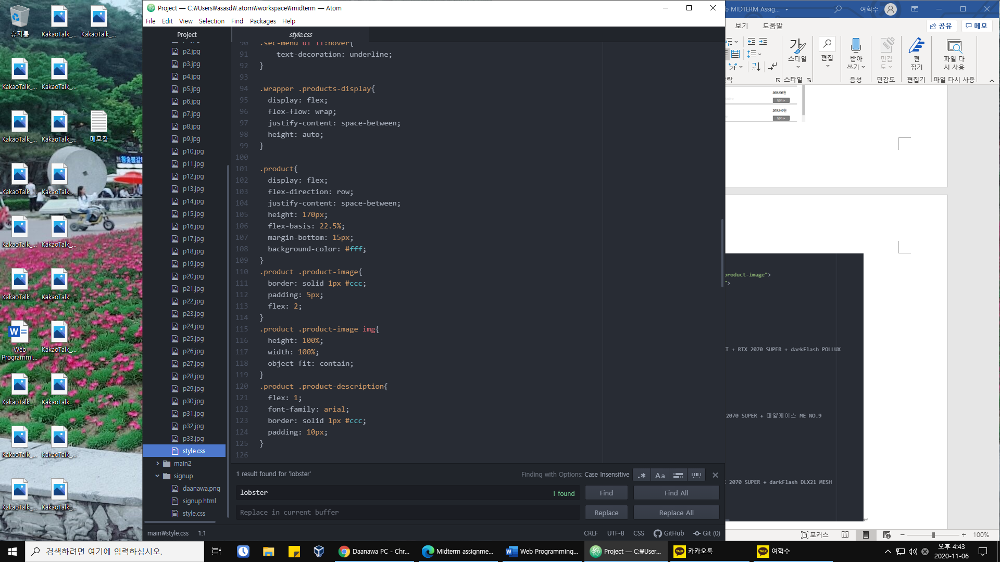 휴지통
KakaoTalk_...
KakaoTalk_...
KakaoTalk_...
KakaoTalk_...
KakaoTalk_...
KakaoTalk_...
메모장
KakaoTalk_...
KakaoTalk_...
KakaoTalk_...
KakaoTalk_...
KakaoTalk_...
KakaoTalk_...
Web Programmi...
KakaoTalk_...
KakaoTalk_...
KakaoTalk_...
KakaoTalk_...
KakaoTalk_...
KakaoTalk_...
KakaoTalk_...
Project — C:₩Users₩asasd₩.atom₩workspace₩midterm — Atom
File Edit View Selection Find Packages Help
Project
style.css
p2.jpg
p3.jpg
p4.jpg
p5.jpg
p6.jpg
p7.jpg
p8.jpg
p9.jpg
p10.jpg
p11.jpg
p12.jpg
p13.jpg
p14.jpg
p15.jpg
p16.jpg
p17.jpg
p18.jpg
p19.jpg
p20.jpg
p21.jpg
p22.jpg
p23.jpg
p24.jpg
p25.jpg
p26.jpg
p27.jpg
p28.jpg
p29.jpg
p30.jpg
p31.jpg
p32.jpg
p33.jpg
style.css
main2
signup
daanawa.png
signup.html
style.css
90 .sec-menu ul li:hover{
91 text-decoration: underline;
92 }
93
94 .wrapper .products-display{
95 display: flex;
96 flex-flow: wrap;
97 justify-content: space-between;
98 height: auto;
99 }
100
101 .product{
102 display: flex;
103 flex-direction: row;
104 justify-content: space-between;
105 height: 170px;
106 flex-basis: 22.5%;
107 margin-bottom: 15px;
108 background-color: #fff;
109 }
110 .product .product-image{
111 border: solid 1px #ccc;
112 padding: 5px;
113 flex: 2;
114 }
115 .product .product-image img{
116 height: 100%;
117 width: 100%;
118 object-fit: contain;
119 }
120 .product .product-description{
121 flex: 1;
122 font-family: arial;
123 border: solid 1px #ccc;
124 padding: 10px;
125 }
126
1 result found for 'lobster'
Finding with Options: Case Insensitive
.* Aa
lobster
1 found
Find
Find All
Replace in current buffer
Replace
Replace All
main₩style.css 1:1
CRLF UTF-8 CSS GitHub Git (0)
b MIDTERM Assig...
여혁수
보기 도움말
공유
메모
스타일
편집
받아쓰기
민감도
편집기
파일 다시 사용
락 스타일 음성 민감도 편집기 파일 다시 사용
369,160원
담기
209,940원
담기
product-image">
">
T + RTX 2070 SUPER + darkFlash POLLUX
2070 SUPER + 대양케이스 ME NO.9
2070 SUPER + darkFlash DLX21 MESH
포커스
100%
검색하려면 여기에 입력하십시오.
Daanawa PC - Chr...
Midterm assignme...
Web Programming...
Project — C:₩User...
카카오톡
여혁수
오후 4:43
2020-11-06